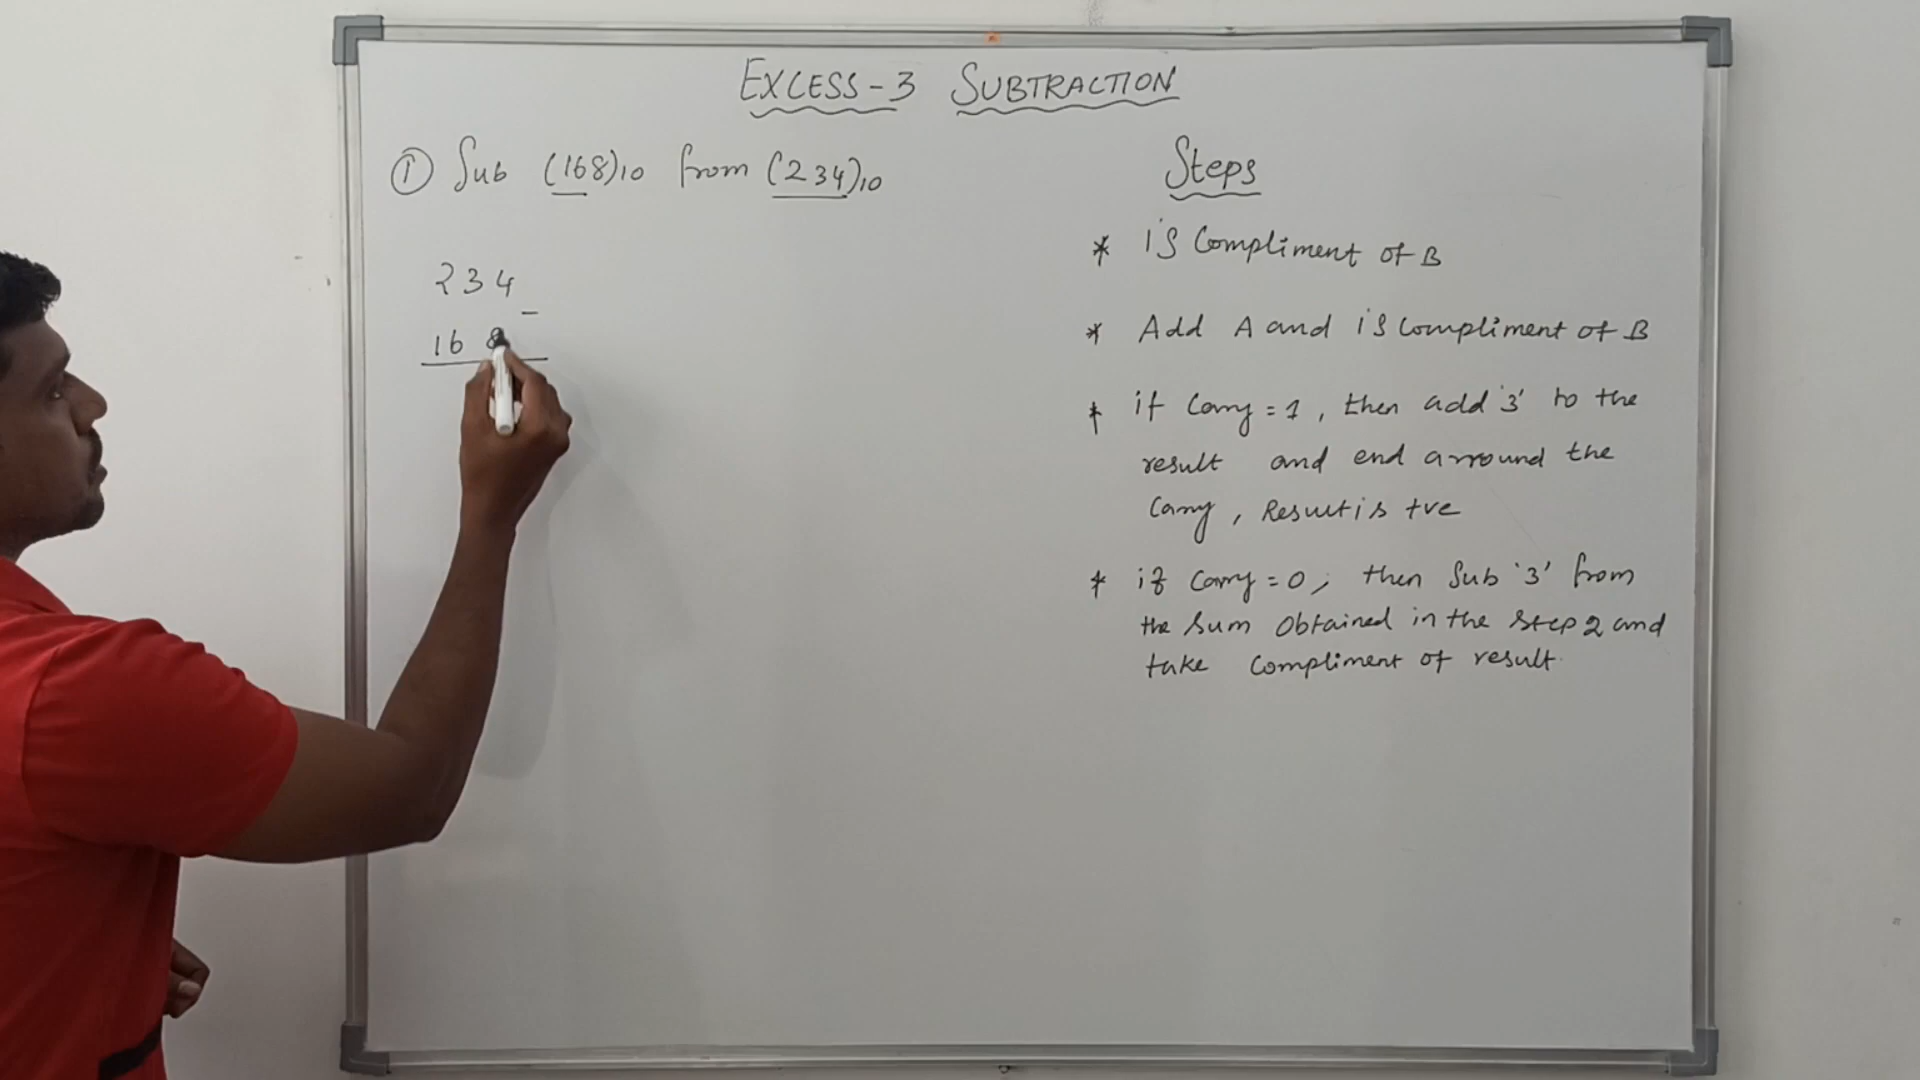 EXCESS-3 SUBTRACTION
① Sub (168)10 from (234)10
234
-
168
Steps
* 1's Compliment of B
* Add A and 1's Compliment of B
* if Carry = 1, then add '3' to the
result and end arround the
Carry, Result is +ve
* if Carry = 0, then Sub '3' from
the Sum Obtained in the Step 2 and
take Compliment of result.